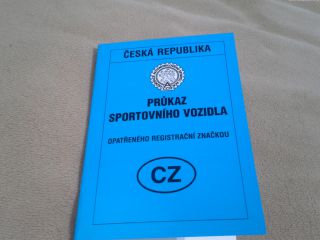 ČESKÁ REPUBLIKA
PRŮKAZ
SPORTOVNÍHO VOZIDLA
OPATŘENÉHO REGISTRAČNÍ ZNAČKOU
CZ